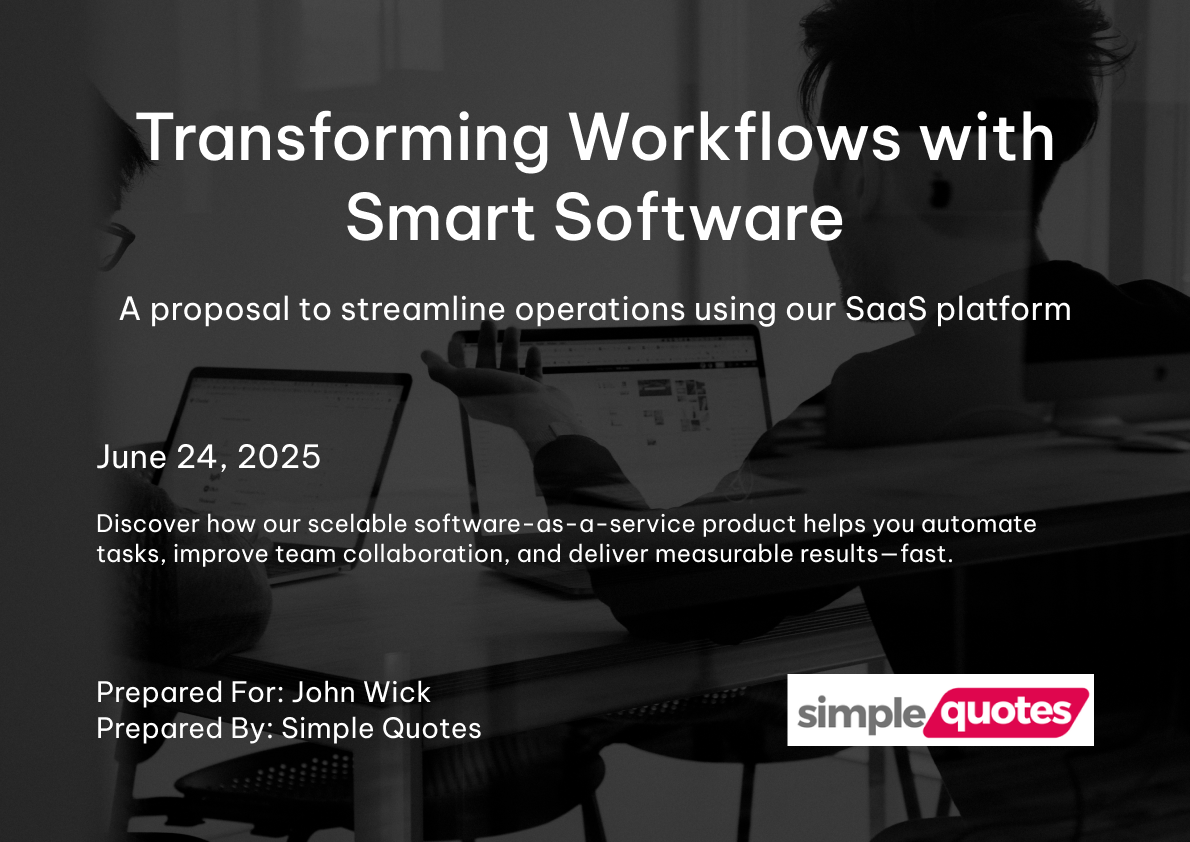 Transforming Workflows with
Smart Software
A proposal to streamline operations using our SaaS platform
June 24, 2025
Discover how our scelable software-as-a-service product helps you automate
tasks, improve team collaboration, and deliver measurable results—fast.
Prepared For: John Wick
Prepared By: Simple Quotes
simple quotes